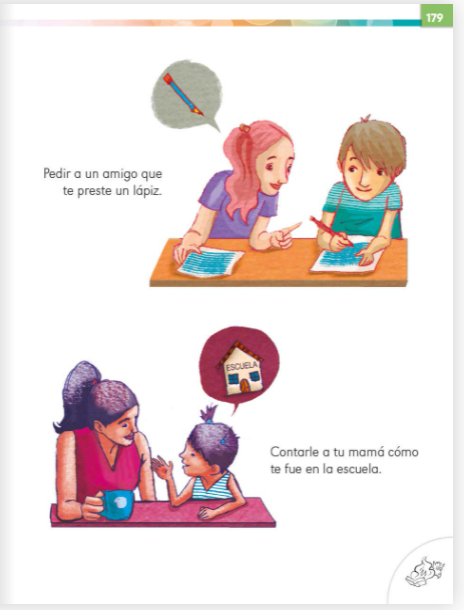 179
Pedir a un amigo que
te preste un lápiz.
ESCUELA
Contarle a tu mamá cómo
te fue en la escuela.